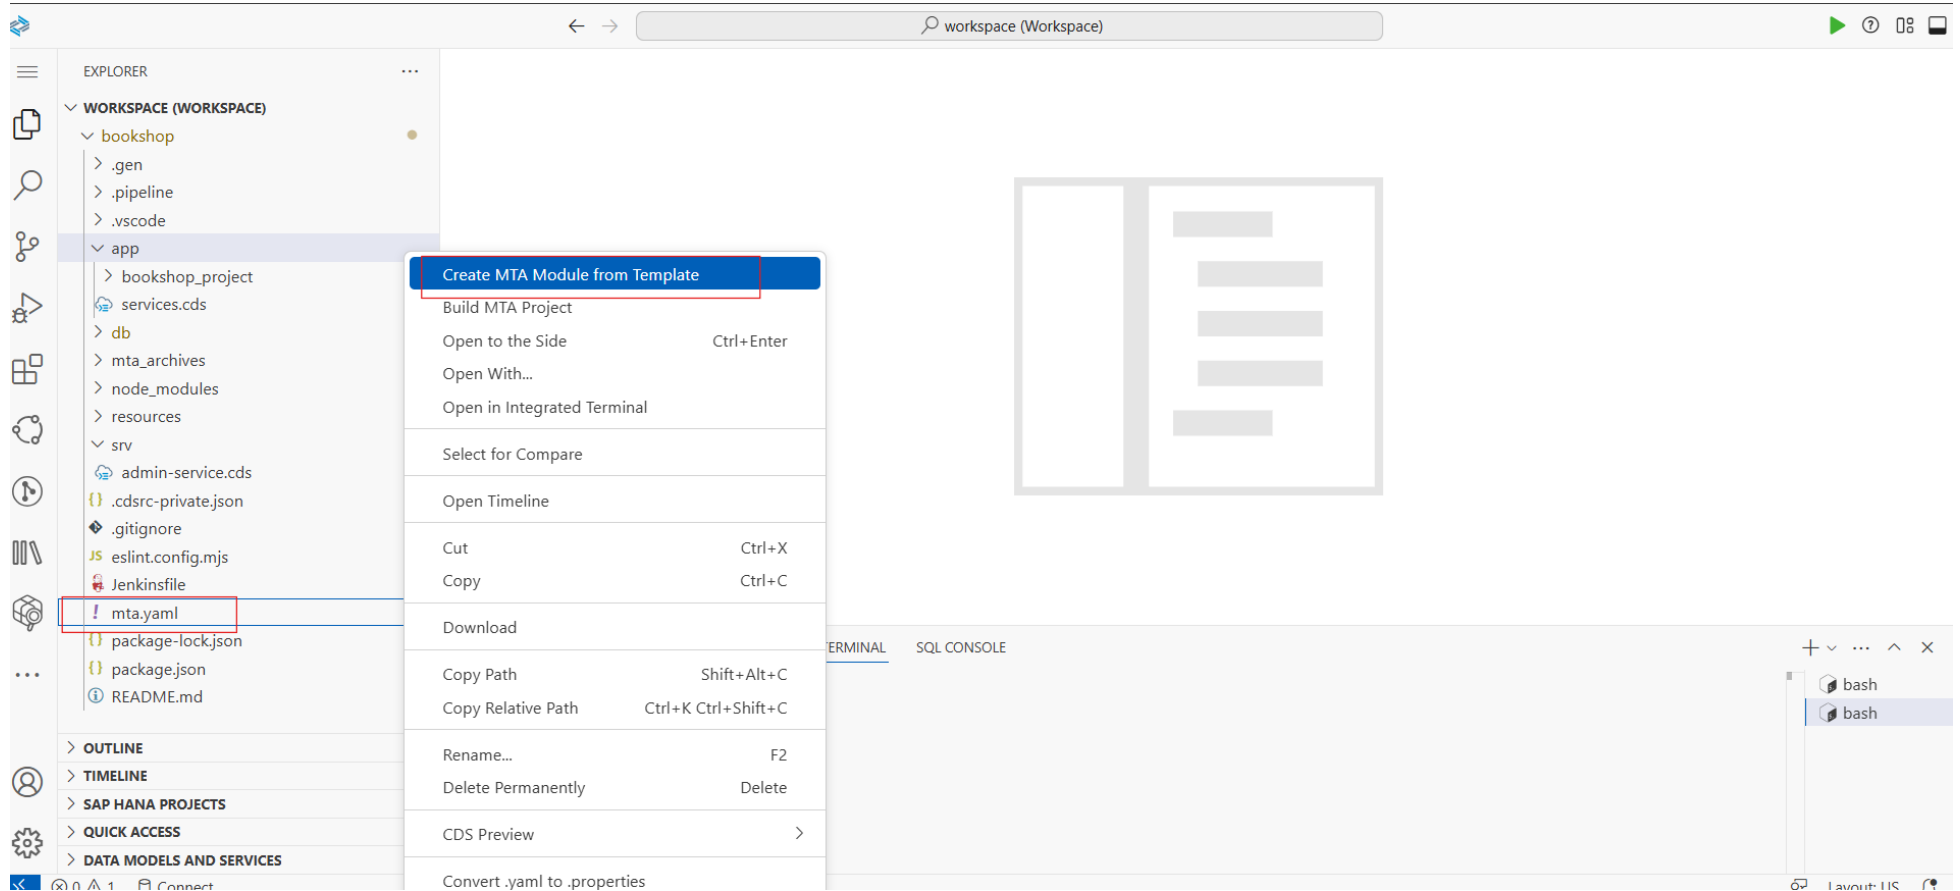 workspace (Workspace)
EXPLORER
WORKSPACE (WORKSPACE)
bookshop
.gen
.pipeline
.vscode
app
bookshop_project
services.cds
db
mta_archives
node_modules
resources
srv
admin-service.cds
{} .cdsrc-private.json
.gitignore
JS eslint.config.mjs
Jenkinsfile
! mta.yaml
{} package-lock.json
{} package.json
README.md
OUTLINE
TIMELINE
SAP HANA PROJECTS
QUICK ACCESS
DATA MODELS AND SERVICES
0 1 Connect
Create MTA Module from Template
Build MTA Project
Open to the Side Ctrl+Enter
Open With...
Open in Integrated Terminal
Select for Compare
Open Timeline
Cut Ctrl+X
Copy Ctrl+C
Download
Copy Path Shift+Alt+C
Copy Relative Path Ctrl+K Ctrl+Shift+C
Rename... F2
Delete Permanently Delete
CDS Preview
Convert .yaml to .properties
ERMINAL SQL CONSOLE
bash
bash
Layout: US